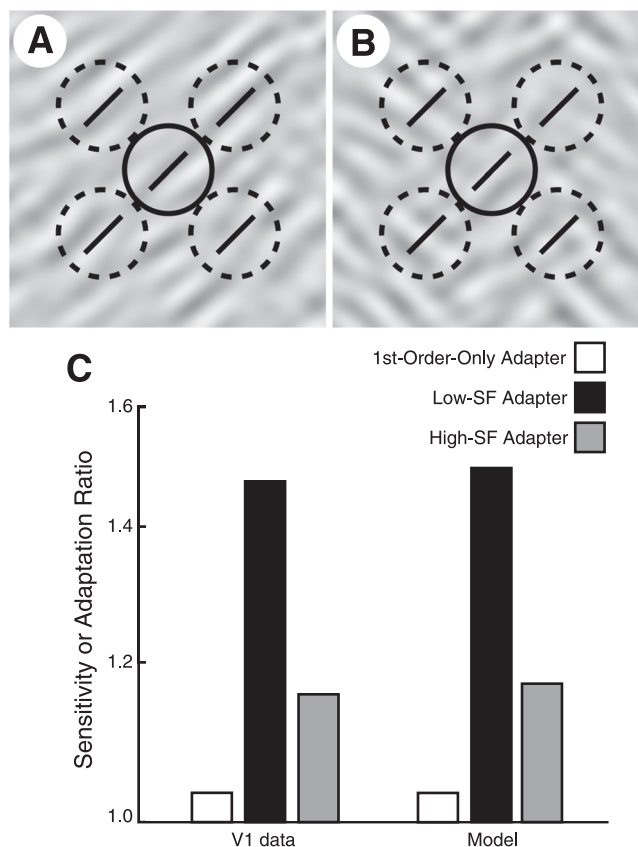 A
B
C
1st-Order-Only Adapter
Low-SF Adapter
High-SF Adapter
Sensitivity or Adaptation Ratio
1.6
1.4
1.2
1.0
V1 data
Model